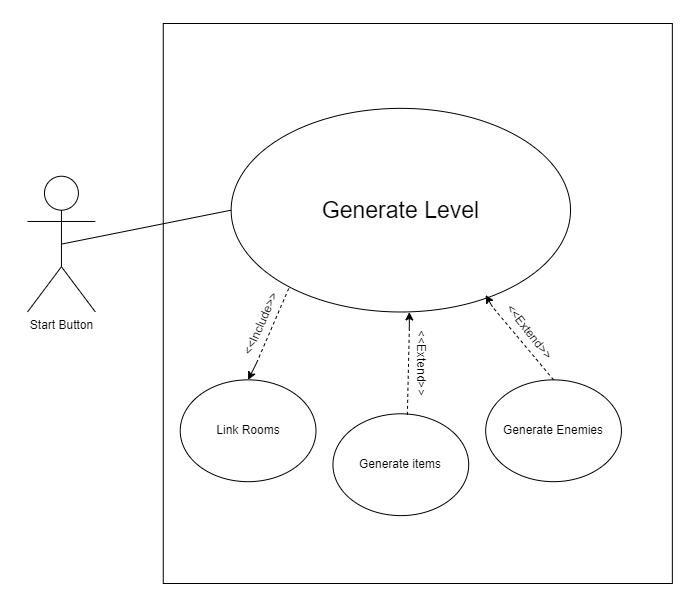 Generate Level
Start Button
<<Include>>
<<Extend>>
<<Extend>>
Link Rooms
Generate items
Generate Enemies